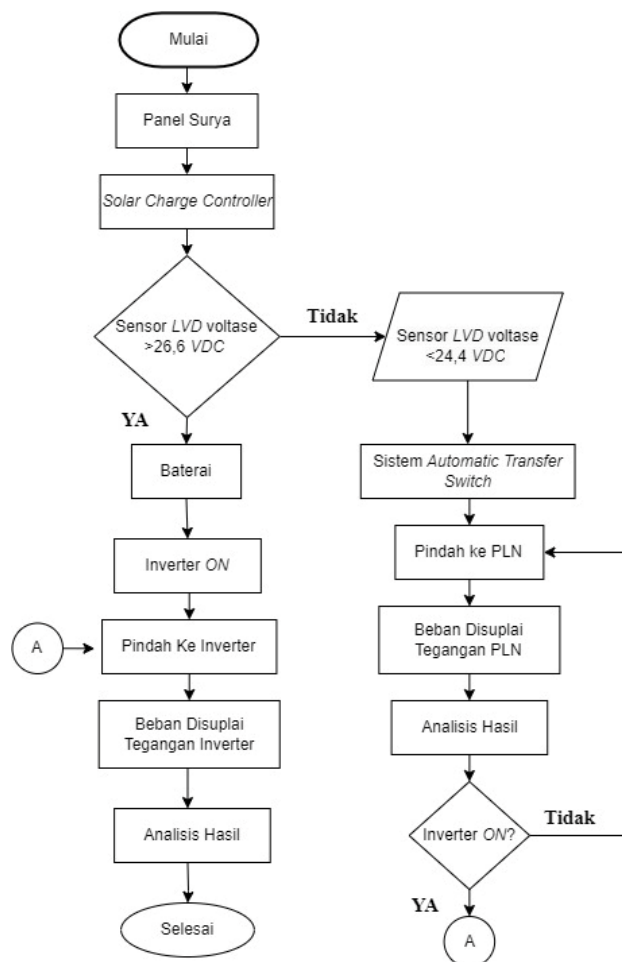 Mulai
Panel Surya
Solar Charge Controller
Sensor LVD voltase
>26,6 VDC
Tidak
Sensor LVD voltase
<24,4 VDC
YA
Baterai
Sistem Automatic Transfer
Switch
Inverter ON
Pindah ke PLN
A
Pindah Ke Inverter
Beban Disuplai
Tegangan PLN
Beban Disuplai
Tegangan Inverter
Analisis Hasil
Analisis Hasil
Inverter ON?
Tidak
YA
Selesai
A